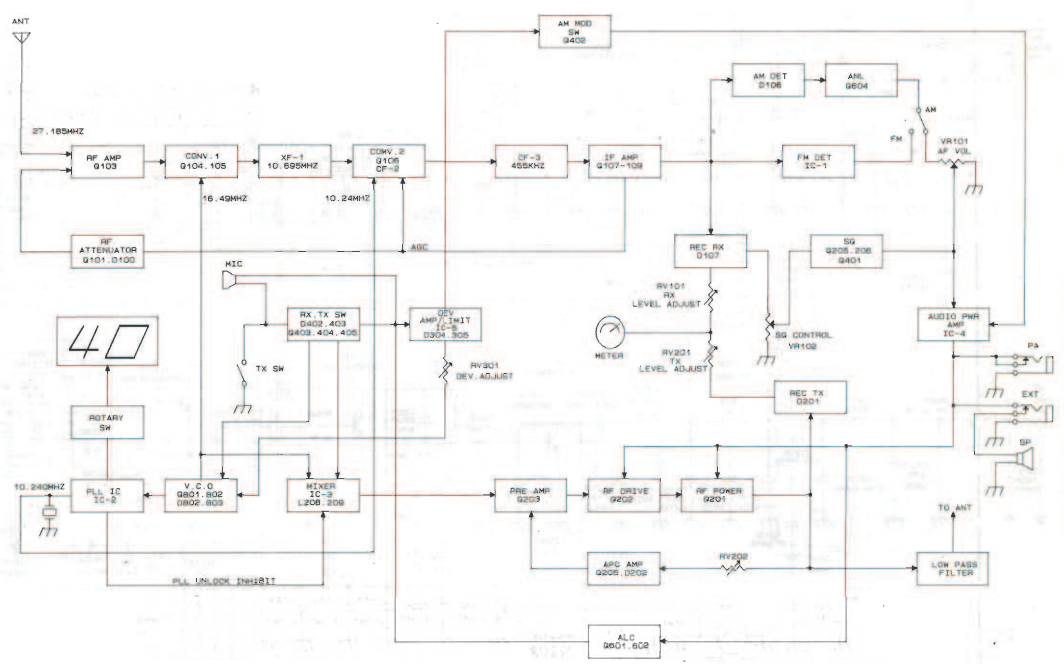 ANT
AM MOD
SW
Q402
AM DET
D106
ANL
Q604
AM
FM
27.185MHZ
RF AMP
Q103
CONV.1
Q104.105
XF-1
10.695MHZ
COMV.2
Q106
CF-2
CF-3
455KHZ
IF AMP
Q107-109
FM DET
IC-1
VR101
AF VOL
16.49MHZ
10.24MHZ
RF
ATTENUATOR
Q101.D100
AGC
REC RX
D107
SQ
Q205.206
Q401
MIC
RX.TX SW
D402.403
Q403.404.405
DEV
AMP/LIMIT
IC-5
D304.305
RV101
RX
LEVEL ADJUST
AUDIO PWR
AMP
IC-4
40
METER
SQ CONTROL
VR102
PA
TX SW
RV301
DEV.ADJUST
RV201
TX
LEVEL ADJUST
EXT
ROTARY
SW
REC TX
D201
SP
10.240MHZ
PLL IC
IC-2
V.C.O
Q801.802
D802.803
MIXER
IC-3
L208.209
PRE AMP
Q203
RF DRIVE
Q202
RF POWER
Q201
TO ANT
PLL UNLOCK INHIBIT
APC AMP
Q205.D202
RV202
LOW PASS
FILTER
ALC
Q601.602